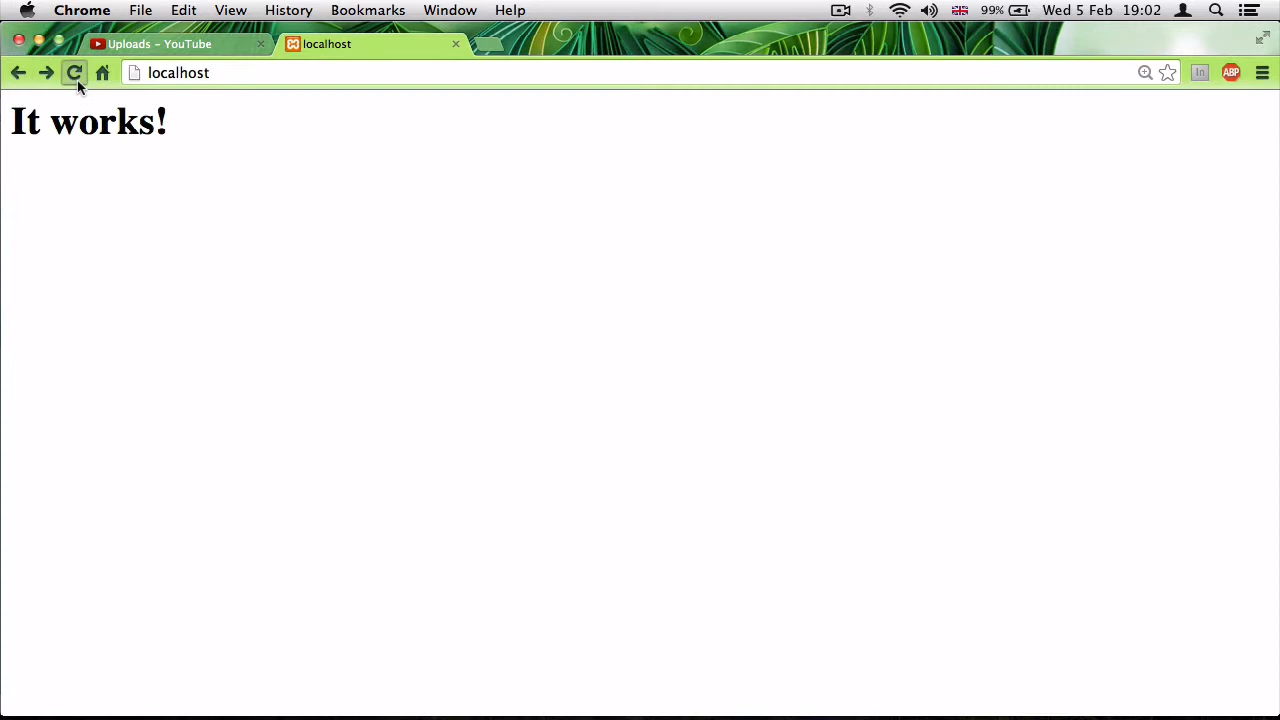 Chrome File Edit View History Bookmarks Window Help 99% Wed 5 Feb 19:02
Uploads – YouTube localhost
localhost In ABP
It works!